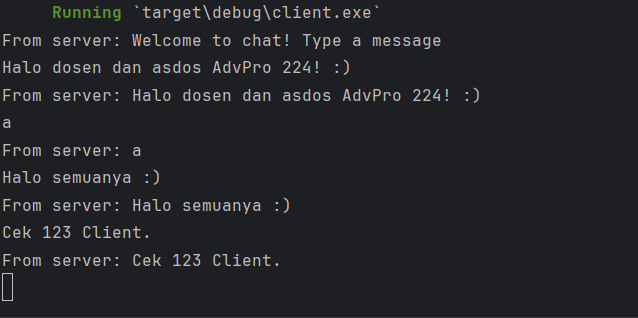 Running `target\debug\client.exe`
From server: Welcome to chat! Type a message
Halo dosen dan asdos AdvPro 224! :)
From server: Halo dosen dan asdos AdvPro 224! :)
a
From server: a
Halo semuanya :)
From server: Halo semuanya :)
Cek 123 Client.
From server: Cek 123 Client.